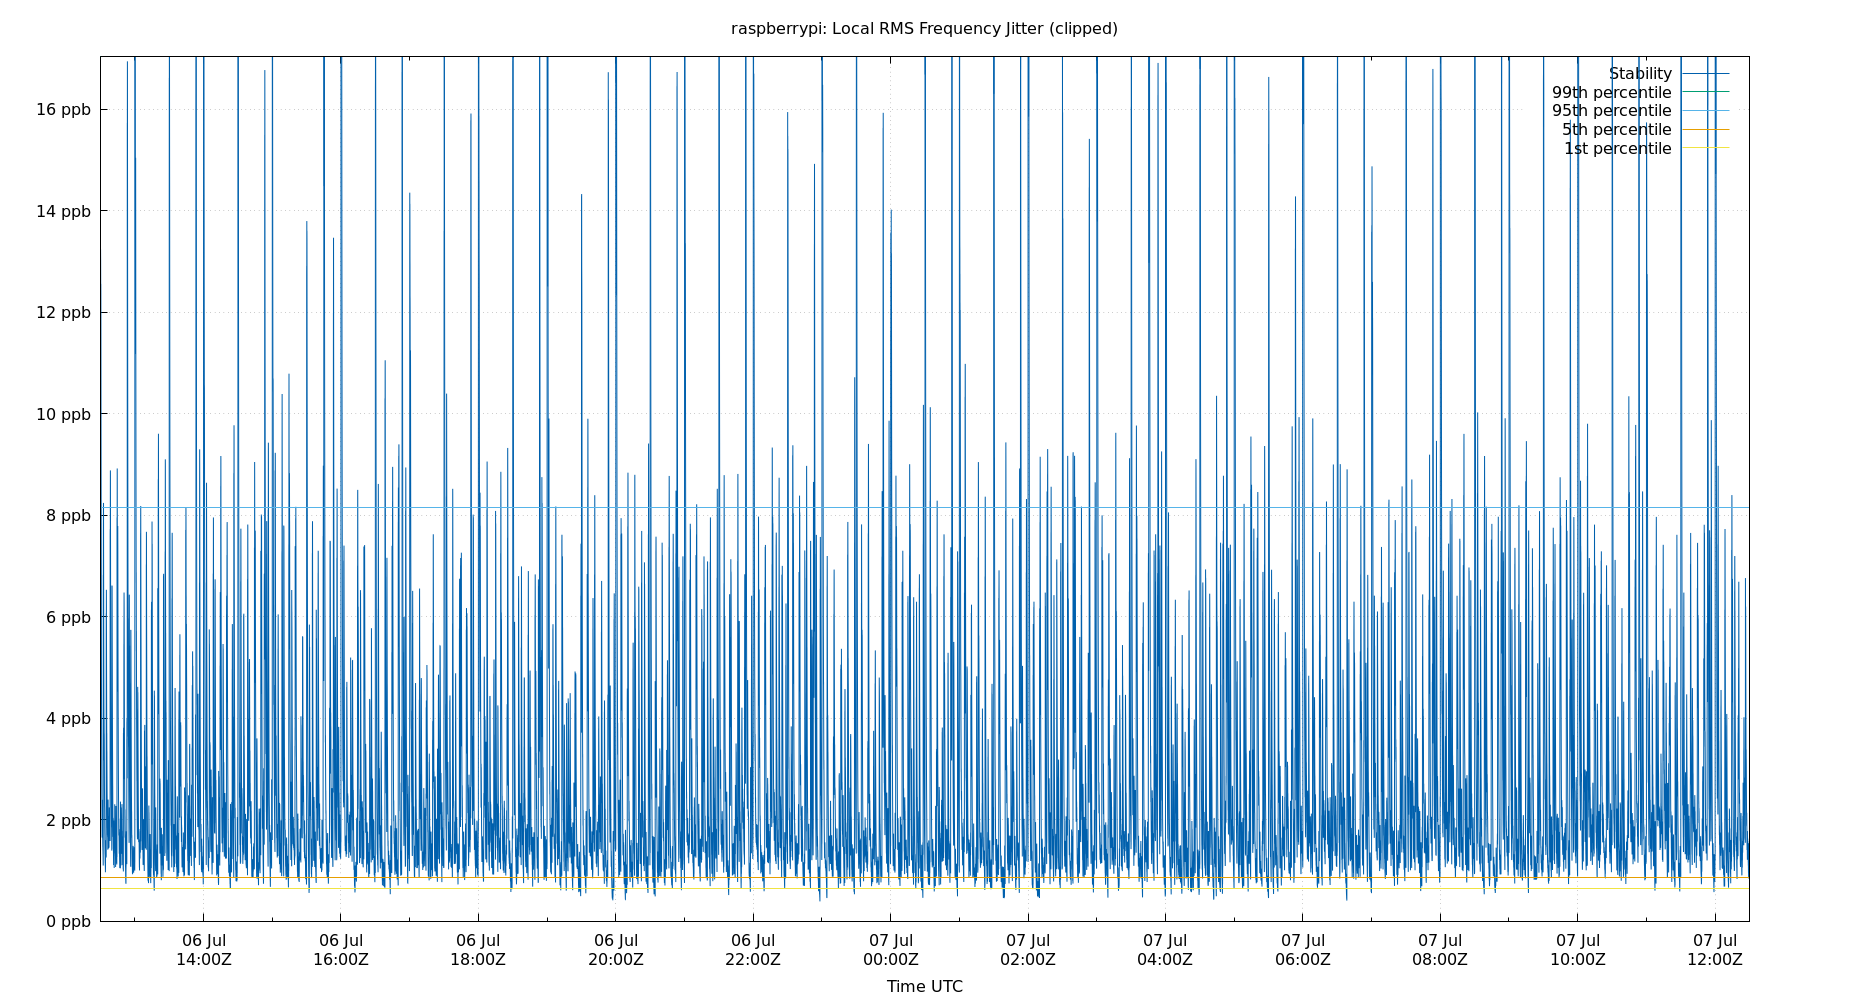 raspberrypi: Local RMS Frequency Jitter (clipped)
Stability
99th percentile
95th percentile
5th percentile
1st percentile
16 ppb
14 ppb
12 ppb
10 ppb
8 ppb
6 ppb
4 ppb
2 ppb
0 ppb
06 Jul 06 Jul 06 Jul 06 Jul 06 Jul 07 Jul 07 Jul 07 Jul 07 Jul 07 Jul 07 Jul 07 Jul
14:00Z 16:00Z 18:00Z 20:00Z 22:00Z 00:00Z 02:00Z 04:00Z 06:00Z 08:00Z 10:00Z 12:00Z
Time UTC